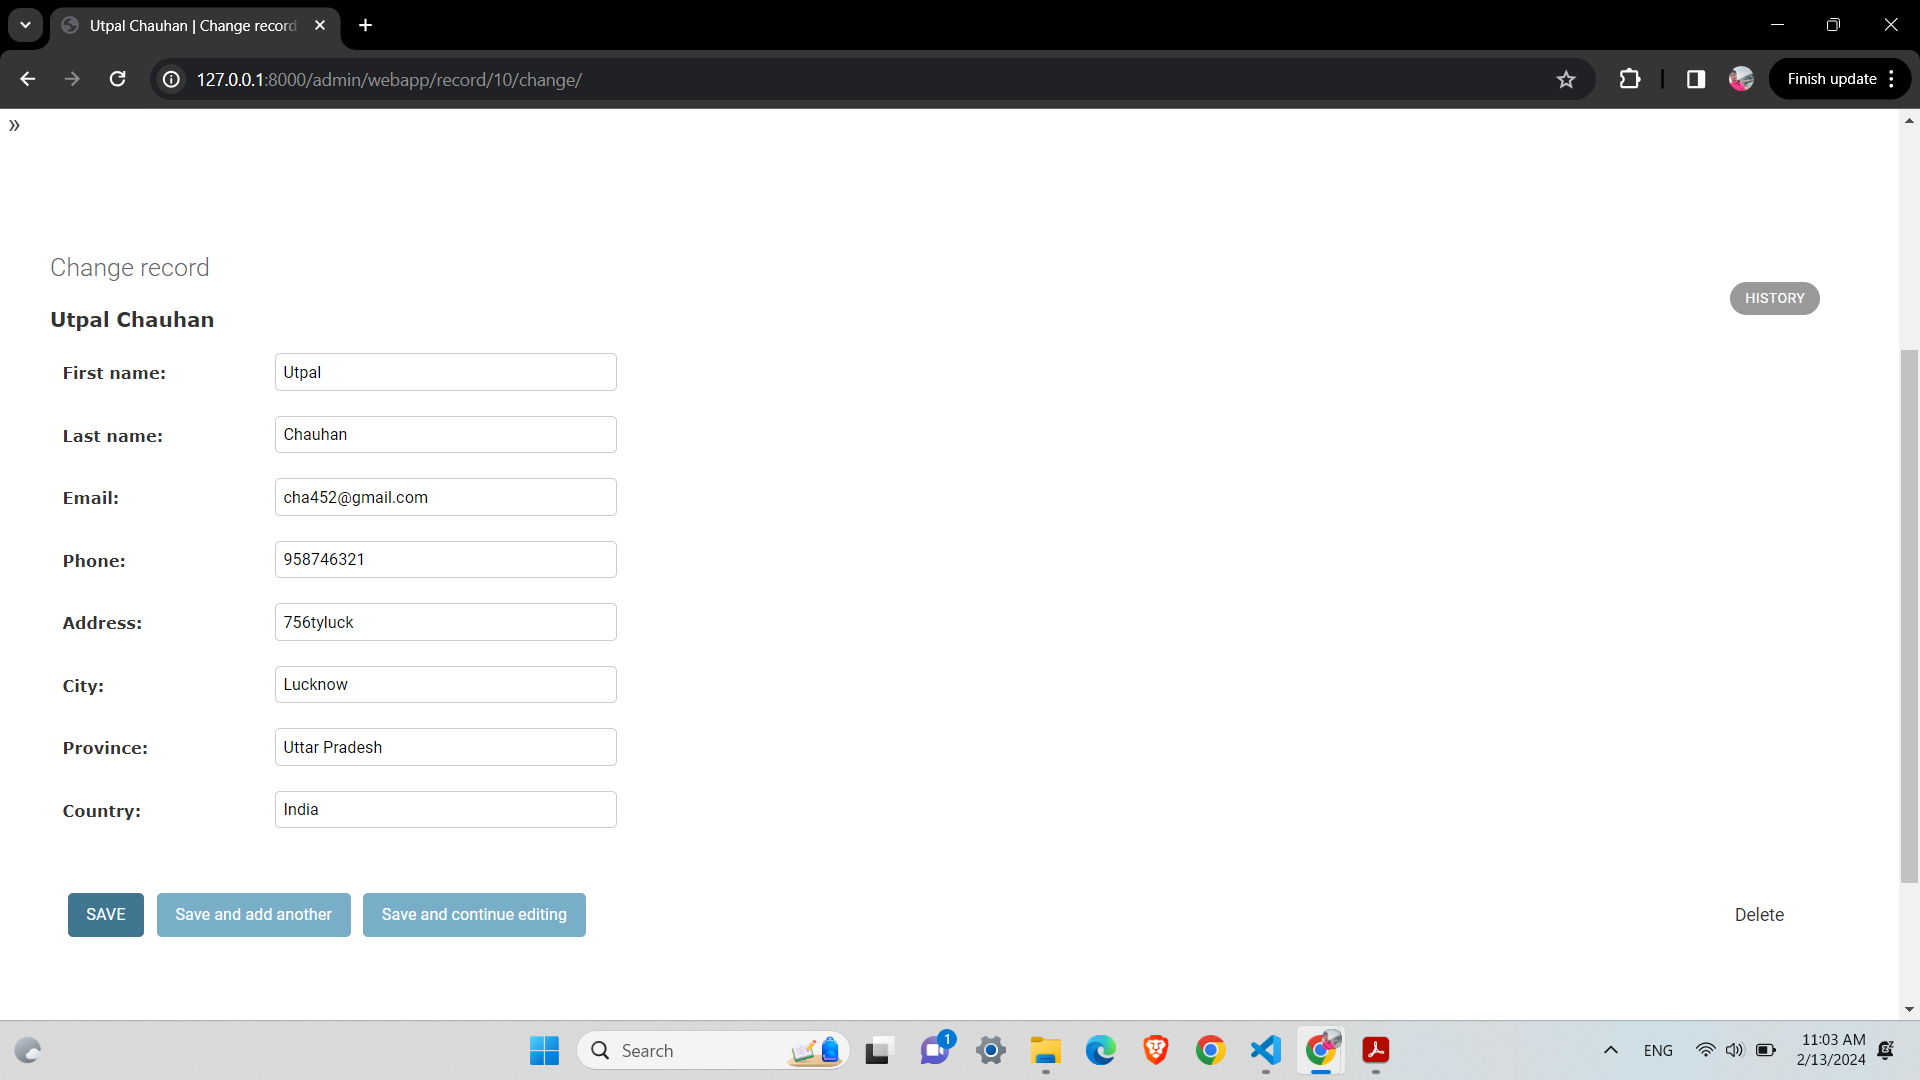 Utpal Chauhan | Change record
127.0.0.1:8000/admin/webapp/record/10/change/
Finish update
»
Change record
HISTORY
Utpal Chauhan
First name: Utpal
Last name: Chauhan
Email: cha452@gmail.com
Phone: 958746321
Address: 756tyluck
City: Lucknow
Province: Uttar Pradesh
Country: India
SAVE Save and add another Save and continue editing Delete
Search
1
ENG
11:03 AM
2/13/2024